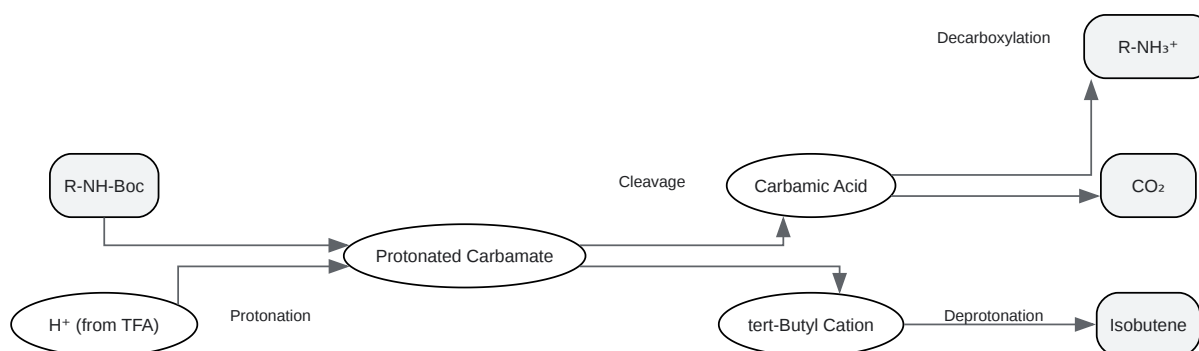 Decarboxylation
R-NH₃⁺
R-NH-Boc
Cleavage
Carbamic Acid
CO₂
Protonated Carbamate
H⁺ (from TFA)
Protonation
tert-Butyl Cation
Deprotonation
Isobutene